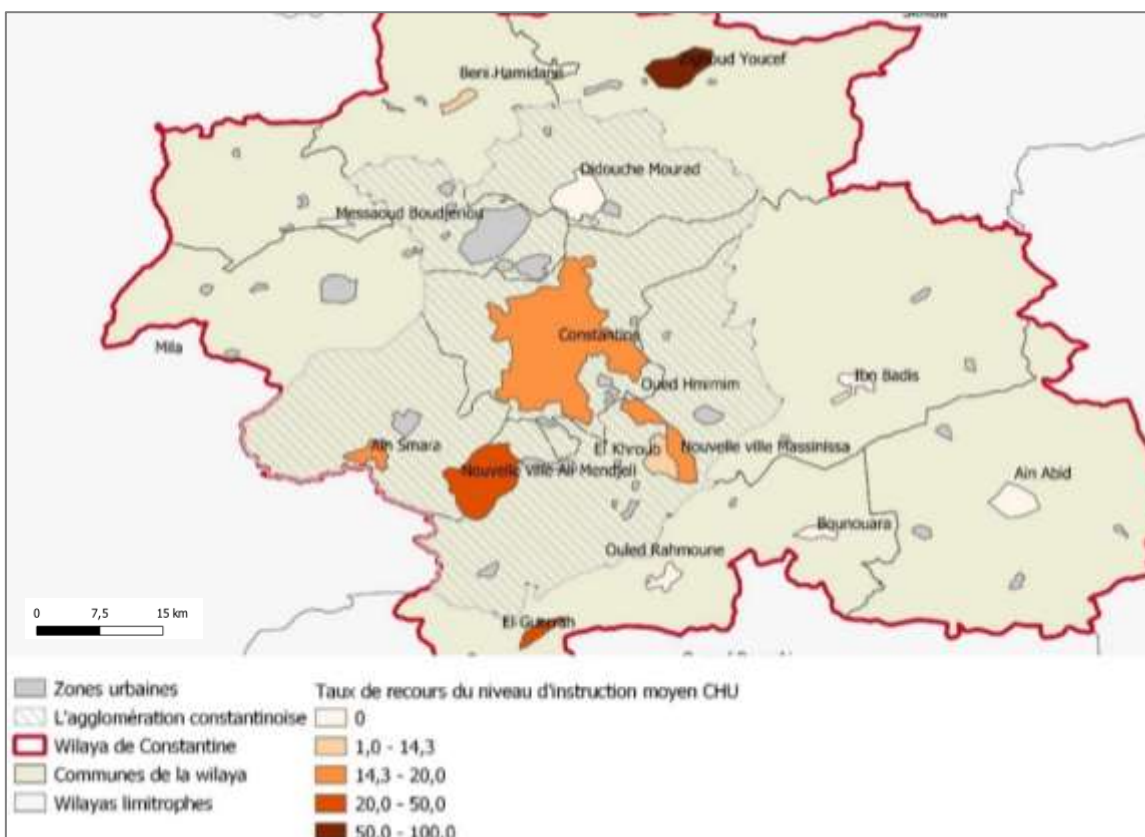 Zighoud Youcef
Beni Hamidane
Didouche Mourad
Messaoud Boudjeriou
Constantine
Mila
Ibn Badis
Oued Hmimim
Ain Smara
El Khroub
Nouvelle ville Massinissa
Nouvelle ville Ali Mendjeli
Ain Abid
Bounouara
Ouled Rahmoune
0 7,5 15 km
El Guerrah
Zones urbaines
L'agglomération constantinoise
Wilaya de Constantine
Communes de la wilaya
Wilayas limitrophes
Taux de recours du niveau d'instruction moyen CHU
0
1,0 - 14,3
14,3 - 20,0
20,0 - 50,0
50,0 - 100,0